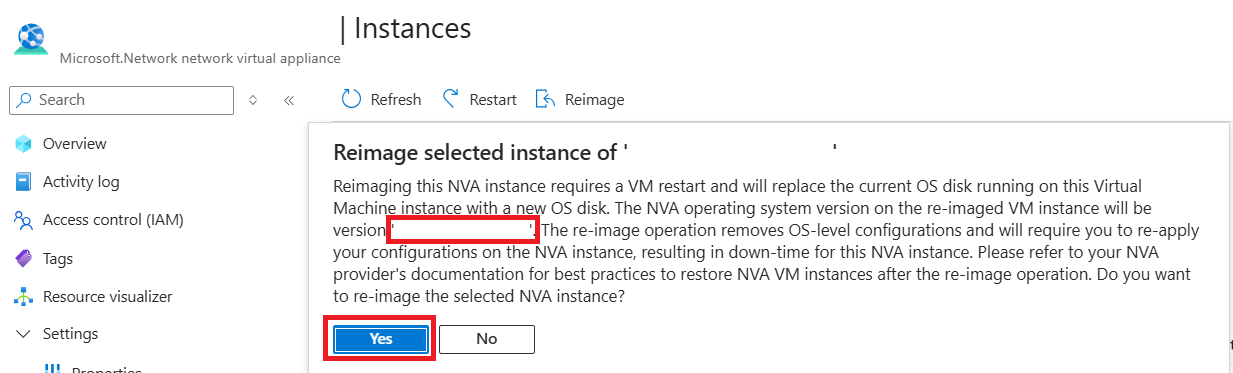 | Instances
Microsoft.Network network virtual appliance
Search
Refresh
Restart
Reimage
Overview
Activity log
Access control (IAM)
Tags
Resource visualizer
Settings
Properties
Reimage selected instance of ' '
Reimaging this NVA instance requires a VM restart and will replace the current OS disk running on this Virtual
Machine instance with a new OS disk. The NVA operating system version on the re-imaged VM instance will be
version ' '. The re-image operation removes OS-level configurations and will require you to re-apply
your configurations on the NVA instance, resulting in down-time for this NVA instance. Please refer to your NVA
provider's documentation for best practices to restore NVA VM instances after the re-image operation. Do you want
to re-image the selected NVA instance?
Yes
No